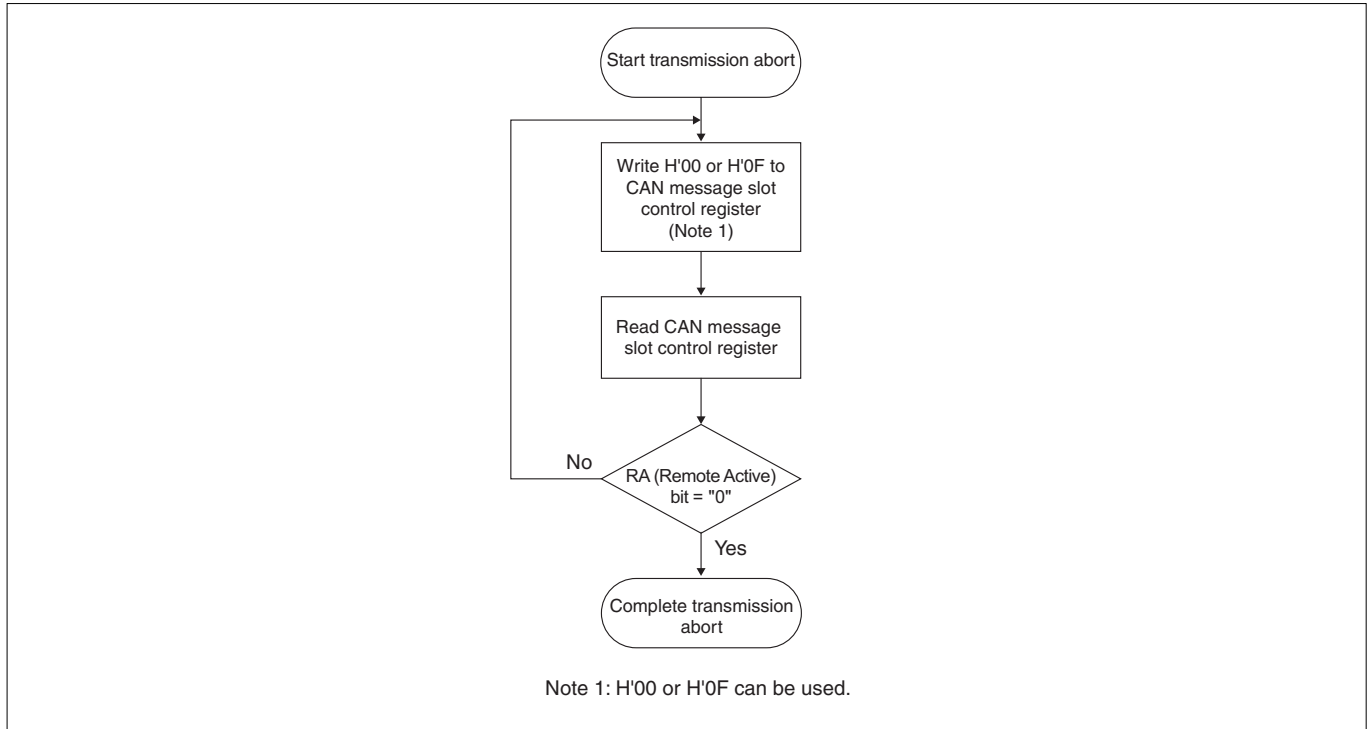 Start transmission abort
Write H'00 or H'0F to
CAN message slot
control register
(Note 1)
Read CAN message
slot control register
No
RA (Remote Active)
bit = "0"
Yes
Complete transmission
abort
Note 1: H'00 or H'0F can be used.